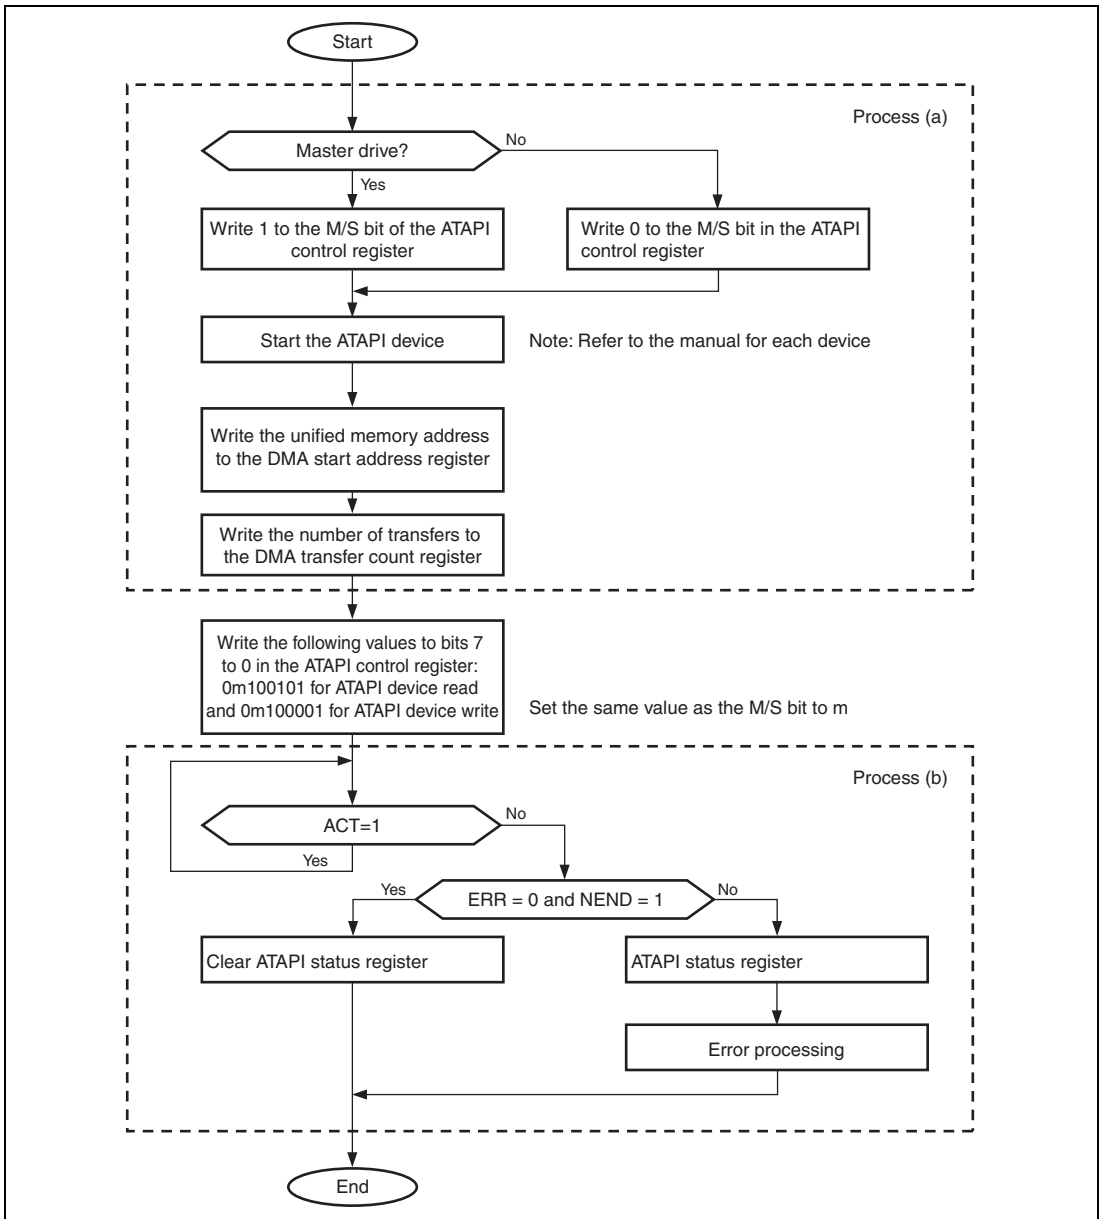 Start
Process (a)
Master drive?
No
Yes
Write 1 to the M/S bit of the ATAPI
control register
Write 0 to the M/S bit in the ATAPI
control register
Start the ATAPI device
Note: Refer to the manual for each device
Write the unified memory address
to the DMA start address register
Write the number of transfers to
the DMA transfer count register
Write the following values to bits 7
to 0 in the ATAPI control register:
0m100101 for ATAPI device read
and 0m100001 for ATAPI device write
Set the same value as the M/S bit to m
Process (b)
ACT=1
No
Yes
ERR = 0 and NEND = 1
Yes
No
Clear ATAPI status register
ATAPI status register
Error processing
End